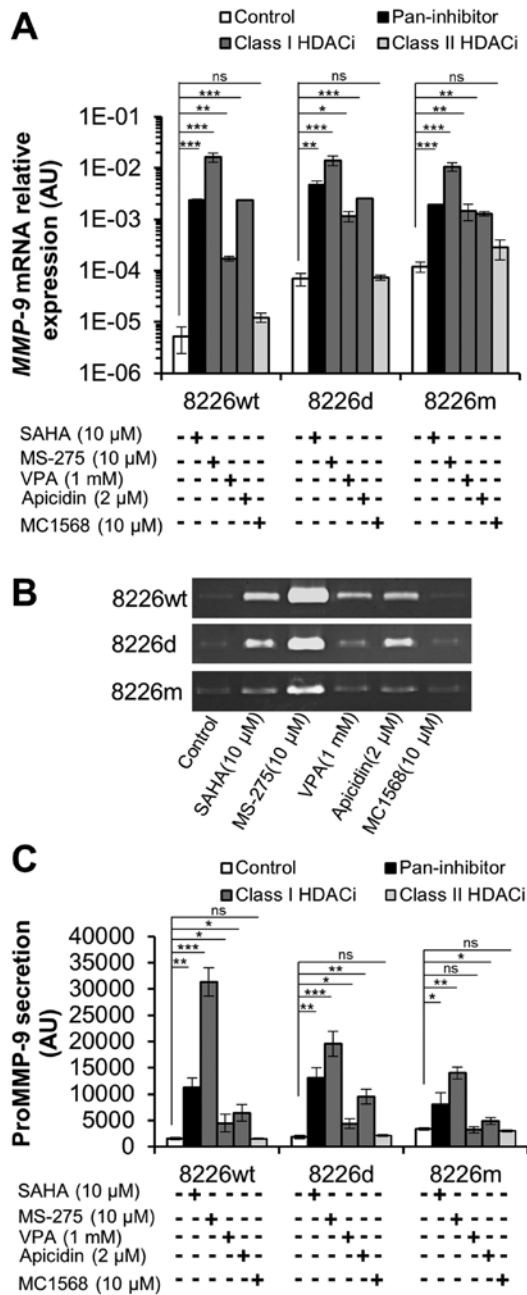 A
Control
Pan-inhibitor
Class I HDACi
Class II HDACi
ns
***
**
***
***
ns
***
*
***
**
ns
**
**
***
***
MMP-9 mRNA relative
expression (AU)
1E-01
1E-02
1E-03
1E-04
1E-05
1E-06
8226wt 8226d 8226m
SAHA (10 µM) - + - - - - - + - - - - - + - - - -
MS-275 (10 µM) - - + - - - - - + - - - - - + - - -
VPA (1 mM) - - - + - - - - - + - - - - - + - -
Apicidin (2 µM) - - - - + - - - - - + - - - - - + -
MC1568 (10 µM) - - - - - + - - - - - + - - - - - +
B
8226wt
8226d
8226m
Control
SAHA(10 µM)
MS-275(10 µM)
VPA(1 mM)
Apicidin(2 µM)
MC1568(10 µM)
C
Control
Pan-inhibitor
Class I HDACi
Class II HDACi
ns
*
*
***
**
ns
**
*
***
**
ns
*
ns
**
*
ProMMP-9 secretion
(AU)
40000
35000
30000
25000
20000
15000
10000
5000
0
8226wt 8226d 8226m
SAHA (10 µM) - + - - - - - + - - - - - + - - - -
MS-275 (10 µM) - - + - - - - - + - - - - - + - - -
VPA (1 mM) - - - + - - - - - + - - - - - + - -
Apicidin (2 µM) - - - - + - - - - - + - - - - - + -
MC1568 (10 µM) - - - - - + - - - - - + - - - - - +